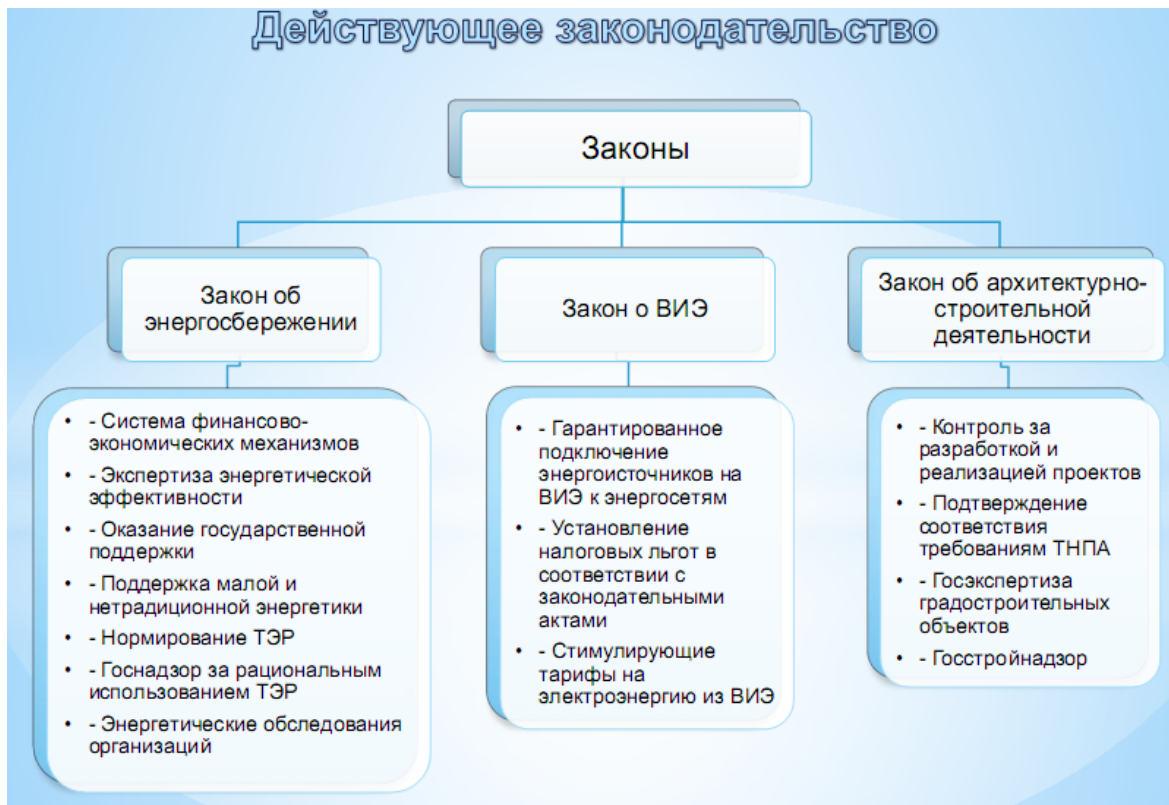 Действующее законодательство
Законы
Закон об
энергосбережении
• - Система финансово-
экономических механизмов
• - Экспертиза энергетической
эффективности
• - Оказание государственной
поддержки
• - Поддержка малой и
нетрадиционной энергетики
• - Нормирование ТЭР
• - Госнадзор за рациональным
использованием ТЭР
• - Энергетические обследования
организаций
Закон о ВИЭ
• - Гарантированное
подключение
энергоисточников на
ВИЭ к энергосетям
• - Установление
налоговых льгот в
соответствии с
законодательными
актами
• - Стимулирующие
тарифы на
электроэнергию из ВИЭ
Закон об архитектурно-
строительной
деятельности
• - Контроль за
разработкой и
реализацией проектов
• - Подтверждение
соответствия
требованиям ТНПА
• - Госэкспертиза
градостроительных
объектов
• - Госстройнадзор